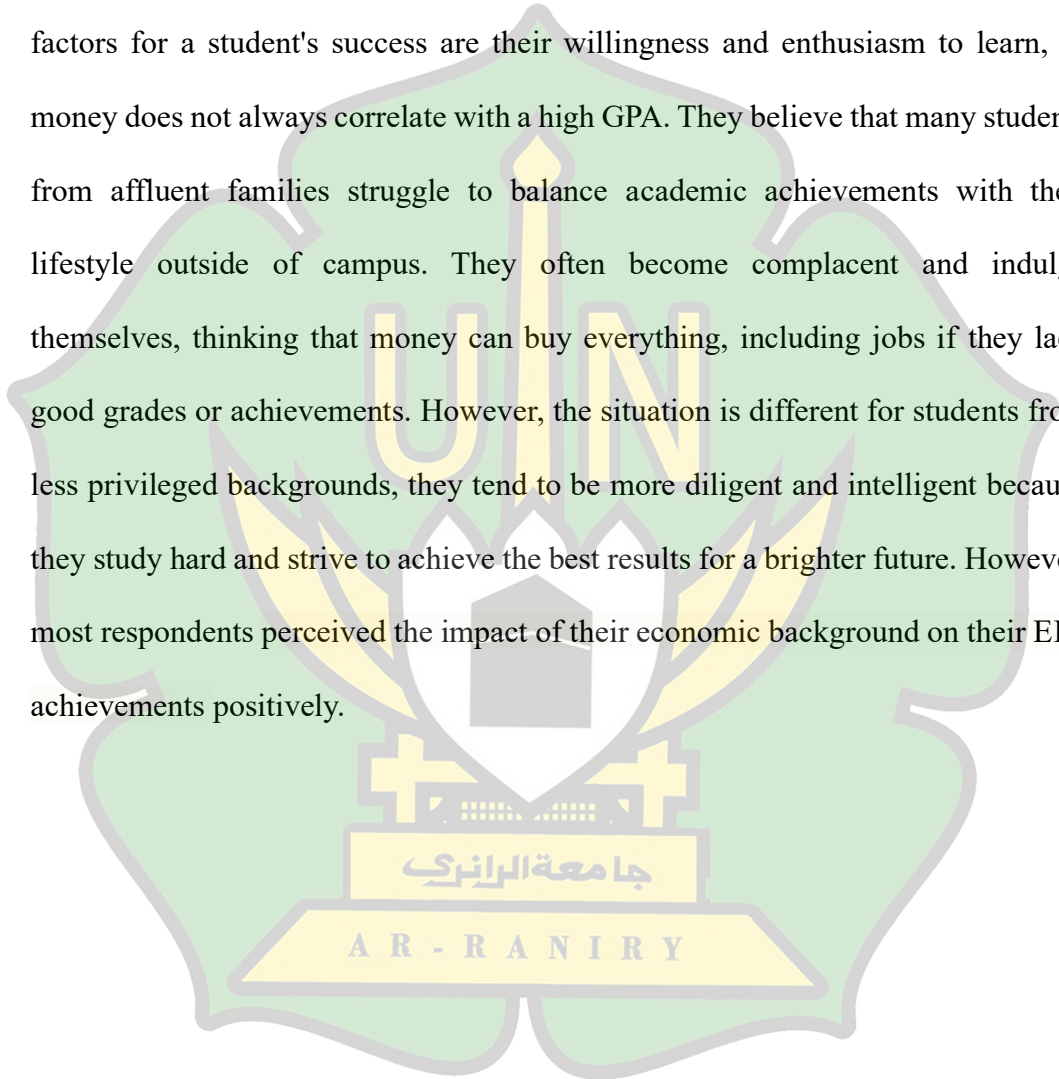 factors for a student's success are their willingness and enthusiasm to learn,
money does not always correlate with a high GPA. They believe that many studen
from affluent families struggle to balance academic achievements with the
lifestyle outside of campus. They often become complacent and indulg
themselves, thinking that money can buy everything, including jobs if they la
good grades or achievements. However, the situation is different for students fro
less privileged backgrounds, they tend to be more diligent and intelligent becau
they study hard and strive to achieve the best results for a brighter future. Howeve
most respondents perceived the impact of their economic background on their E
achievements positively.
UIN
جامعةالرانري
AR-RANIRY